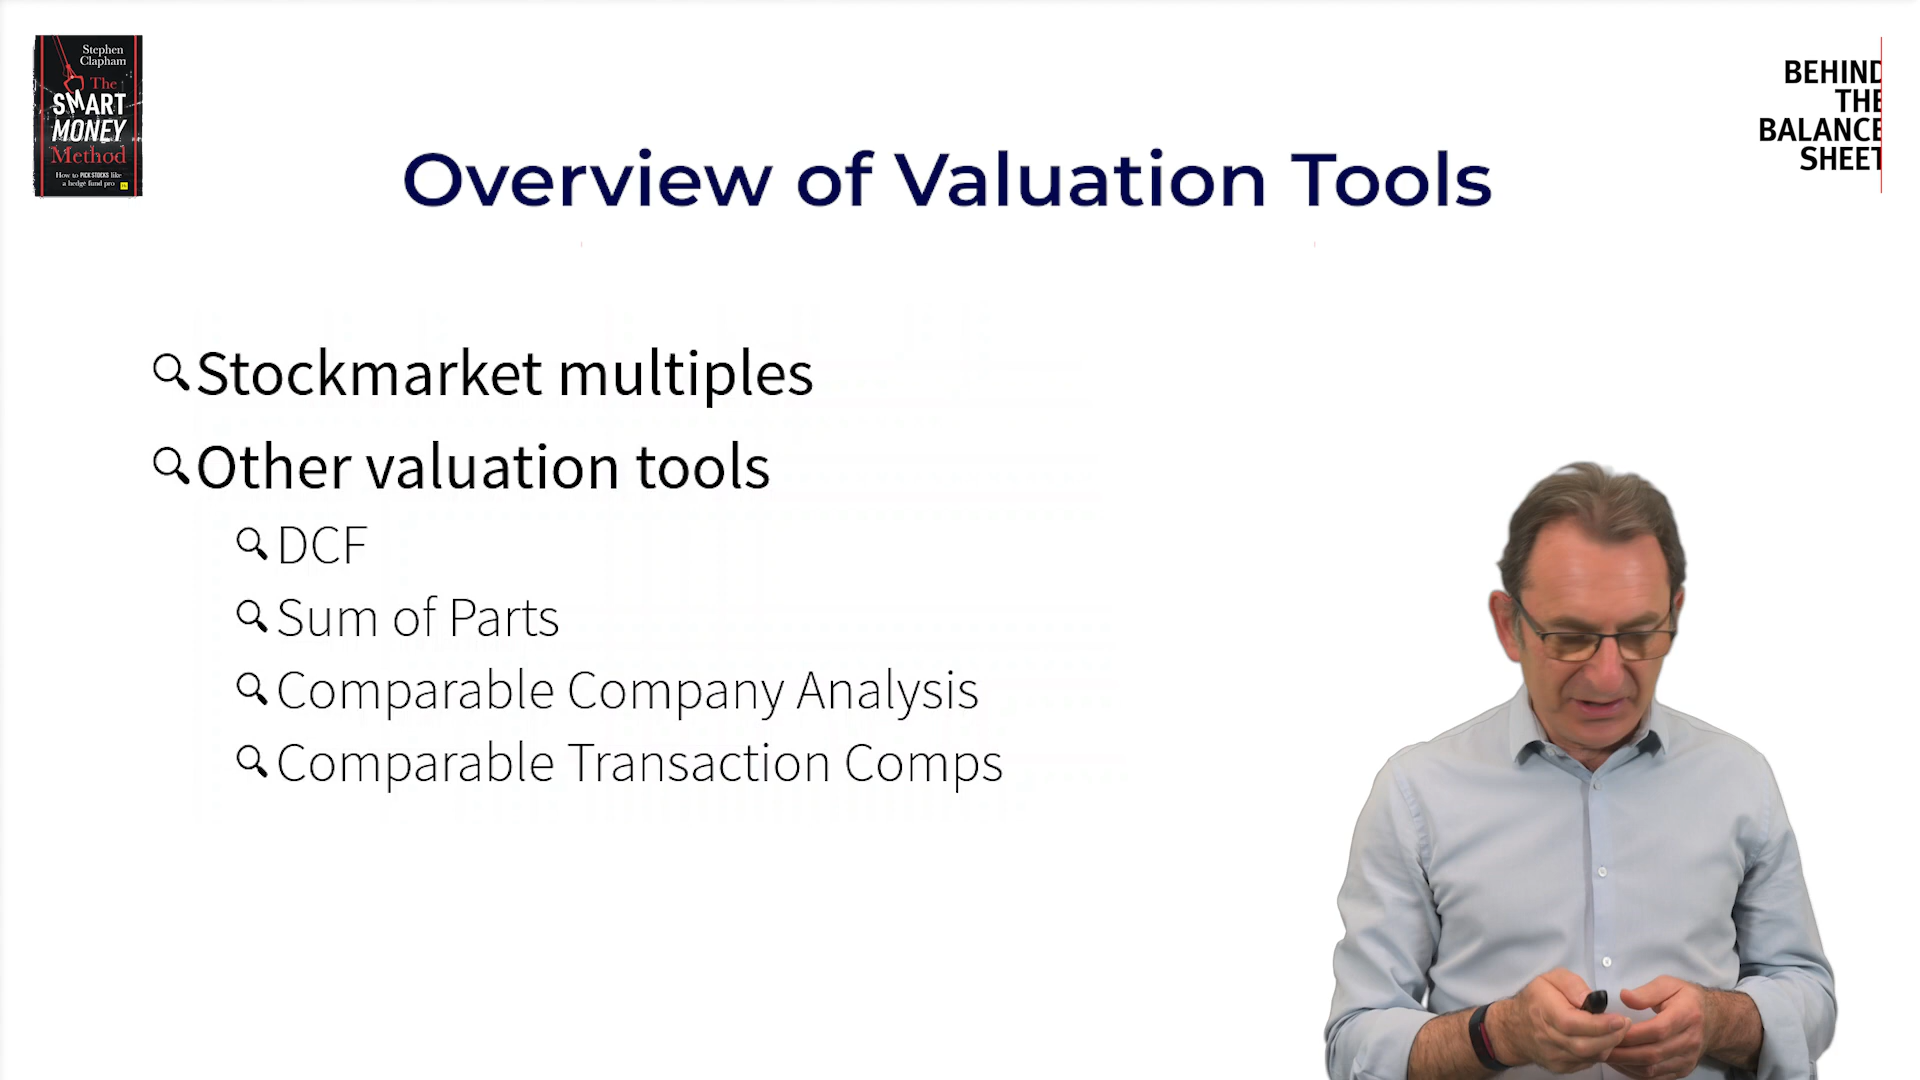 Stephen
Clapham
The
SMART
MONEY
Method
How to PICK STOCKS like
a hedge fund pro
BEHIND
THE
BALANCE
SHEET
Overview of Valuation Tools
Stockmarket multiples
Other valuation tools
DCF
Sum of Parts
Comparable Company Analysis
Comparable Transaction Comps